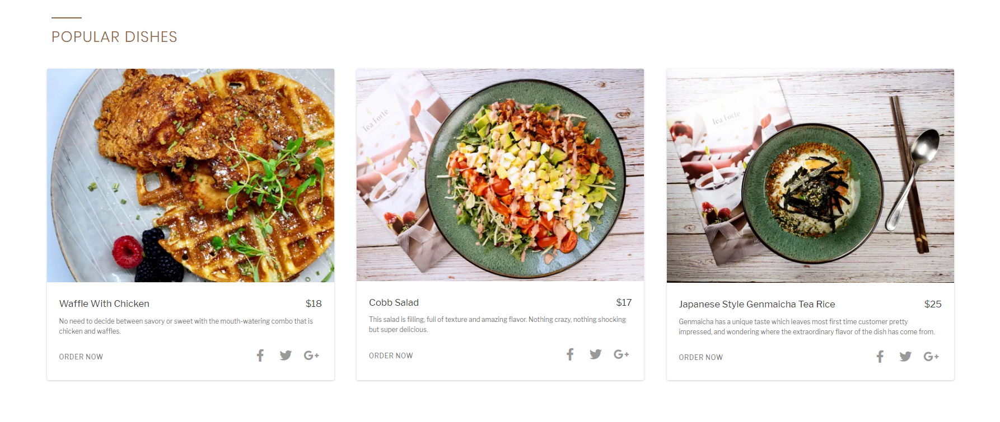 POPULAR DISHES
tea forte
tea forte
Waffle With Chicken $18
No need to decide between savory or sweet with the mouth-watering combo that is
chicken and waffles.
ORDER NOW
Cobb Salad $17
This salad is filling, full of texture and amazing flavor. Nothing crazy, nothing shocking
but super delicious.
ORDER NOW
Japanese Style Genmaicha Tea Rice $25
Genmaicha has a unique taste which leaves most first time customer pretty
impressed, and wondering where the extraordinary flavor of the dish has come from.
ORDER NOW